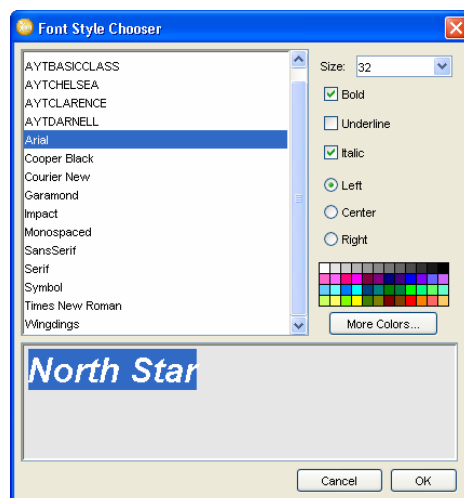 Font Style Chooser
AYTBASICCLASS
AYTCHELSEA
AYTCLARENCE
AYTDARNELL
Arial
Cooper Black
Courier New
Garamond
Impact
Monospaced
SansSerif
Serif
Symbol
Times New Roman
Wingdings
Size: 32
Bold
Underline
Italic
Left
Center
Right
More Colors...
North Star
Cancel OK